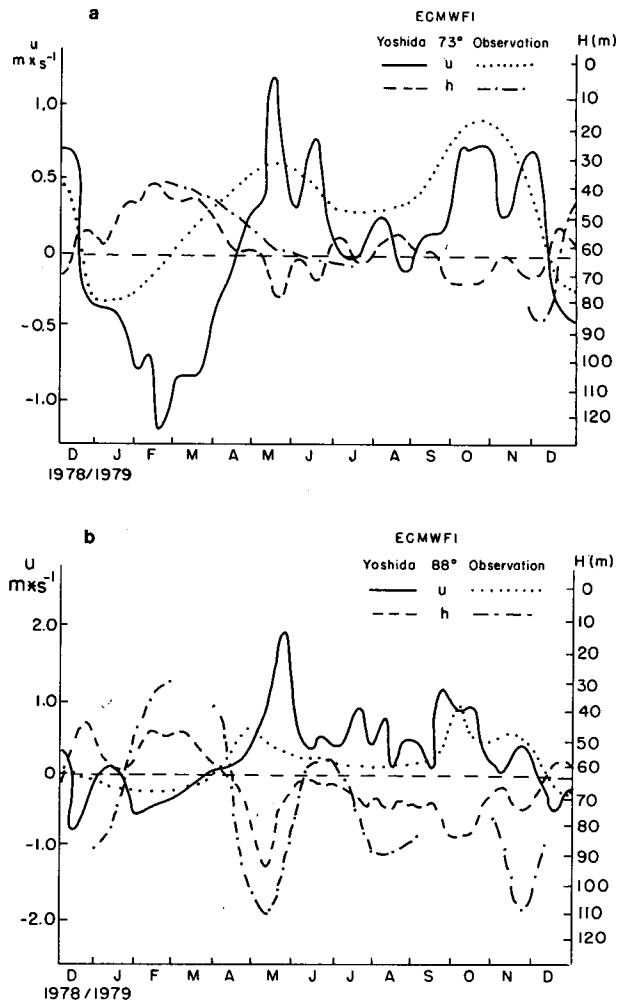 a
ECMWFI
Yoshida 73° Observation
u
h
u
m x s-1
H (m)
1,0
0.5
0
-0.5
-1.0
0
10
20
30
40
50
60
70
80
90
100
110
120
D J F M A M J J A S O N D
1978/1979
b
ECMWFI
Yoshida 88° Observation
u
h
u
mxs-1
H (m)
2.0
1.0
0
-1.0
-2.0
0
10
20
30
40
50
60
70
80
90
100
110
120
D J F M A M J J A S O N D
1978/1979